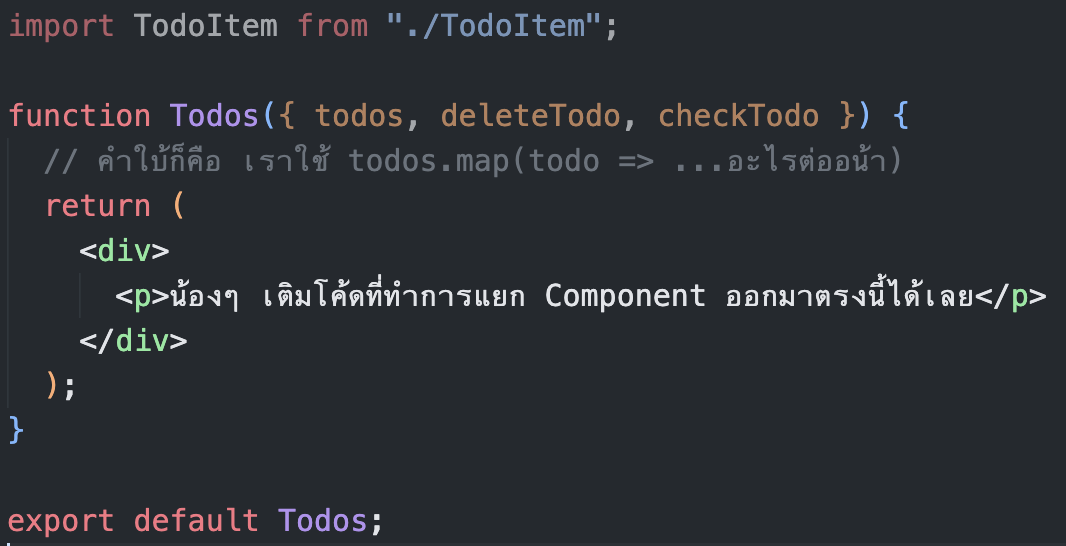 import TodoItem from "./TodoItem";
function Todos({ todos, deleteTodo, checkTodo }) {
// คำใบ้ก็คือ เราใช้ todos.map(todo => ...อะไรต่ออน้า)
return (
<div>
<p>น้องๆ เติมโค้ดที่ทำการแยก Component ออกมาตรงนี้ได้เลย</p>
</div>
);
}
export default Todos;